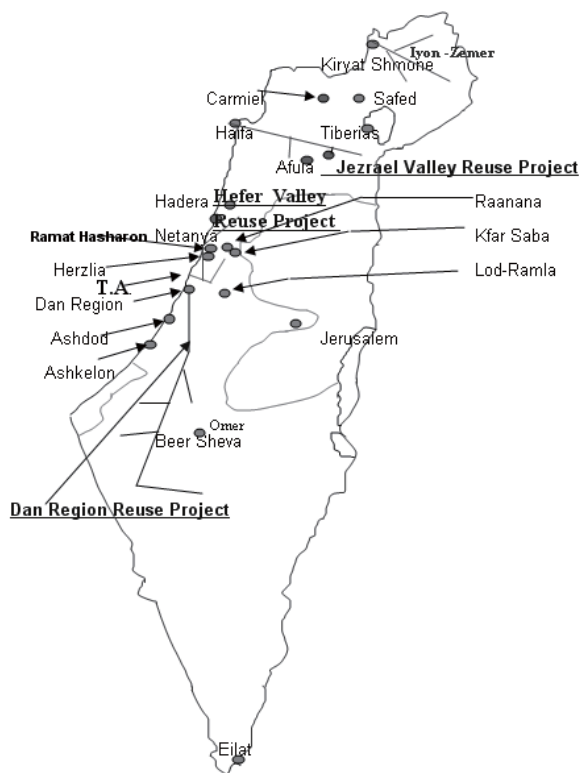 Iyon -Zemer
Kiryat Shmone
Carmiel
Safed
Haifa
Tiberias
Afula
Jezrael Valley Reuse Project
Hadera
Hefer Valley
Raanana
Reuse Project
Netanya
Ramat Hasharon
Kfar Saba
Herzlia
Lod-Ramla
T.A.
Dan Region
Ashdod
Jerusalem
Ashkelon
Omer
Beer Sheva
Dan Region Reuse Project
Eilat